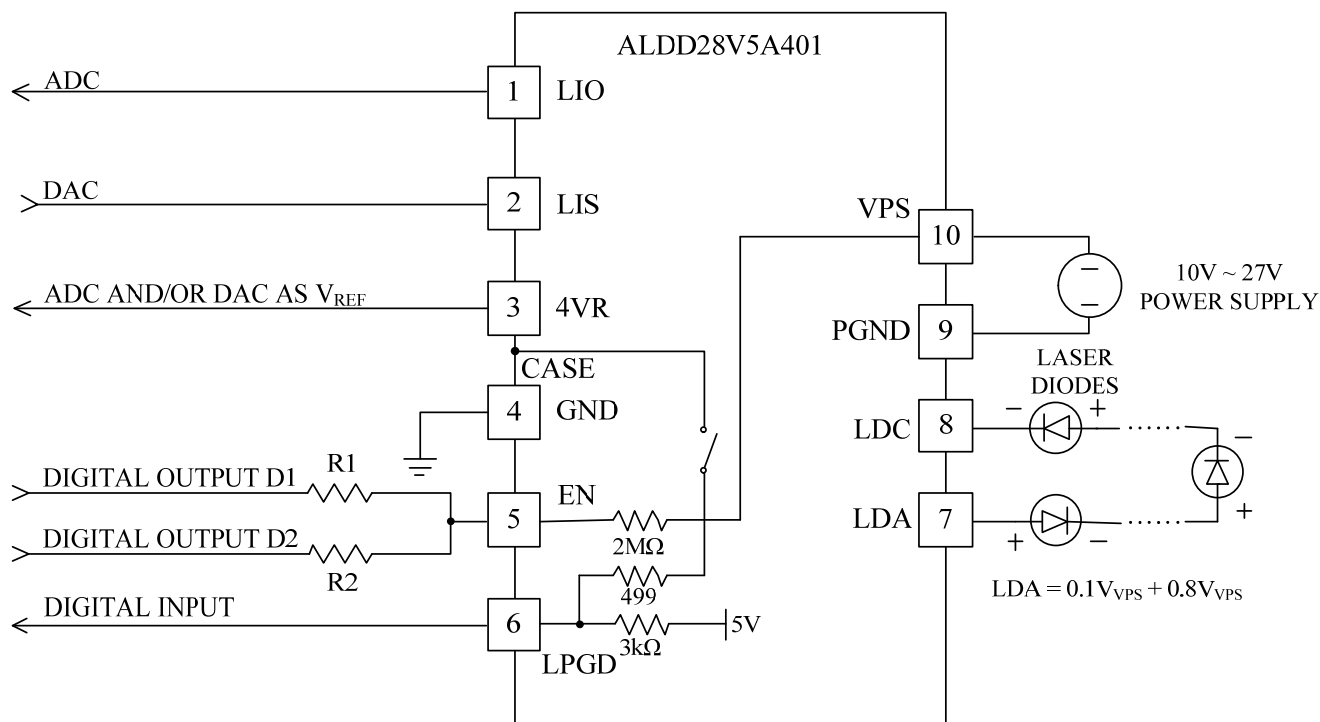 ALDD28V5A401
ADC
1
LIO
DAC
2
LIS
VPS
10
ADC AND/OR DAC AS VREF
3
4VR
10V ~ 27V
POWER SUPPLY
PGND
9
CASE
LASER
DIODES
4
GND
LDC
8
− +
−
+
DIGITAL OUTPUT D1
R1
EN
5
2MΩ
LDA
7
+ −
DIGITAL OUTPUT D2
R2
499
LDA = 0.1VVPS + 0.8VVPS
DIGITAL INPUT
6
LPGD
3kΩ
5V
−
−